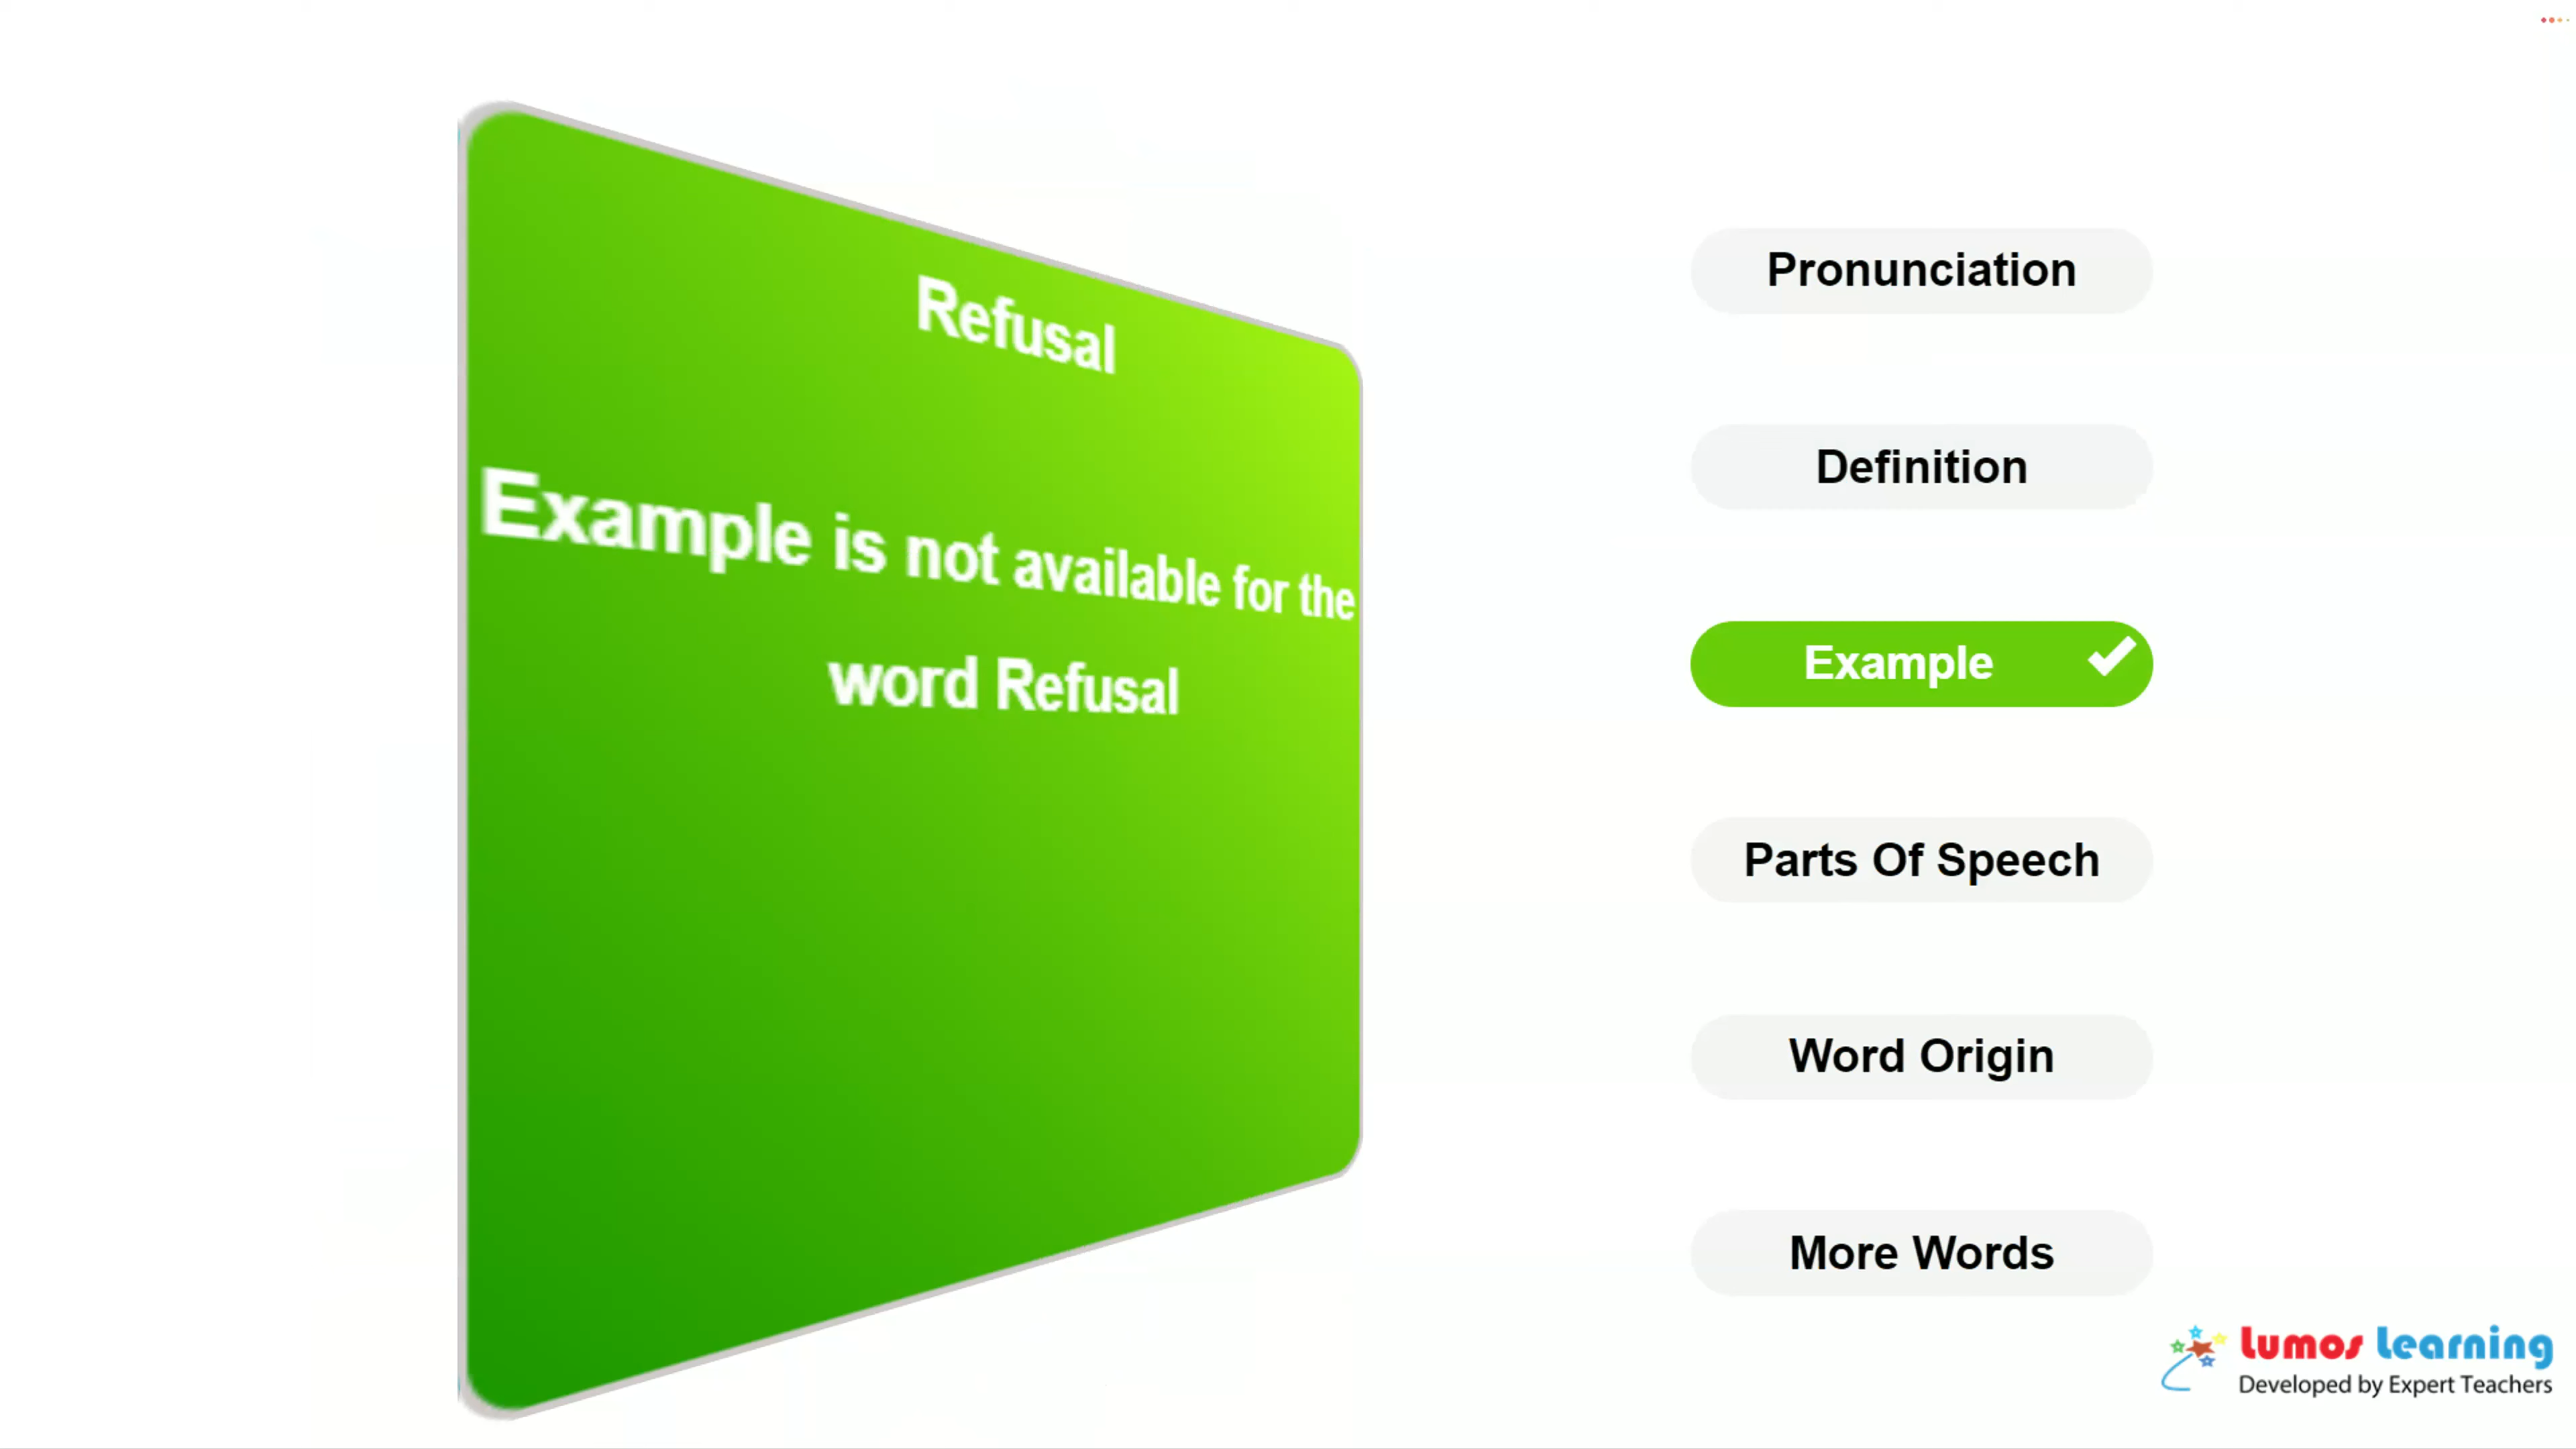 Refusal
Example is not available for the
word Refusal
Pronunciation
Definition
Example
Parts Of Speech
Word Origin
More Words
Lumos Learning
Developed by Expert Teachers